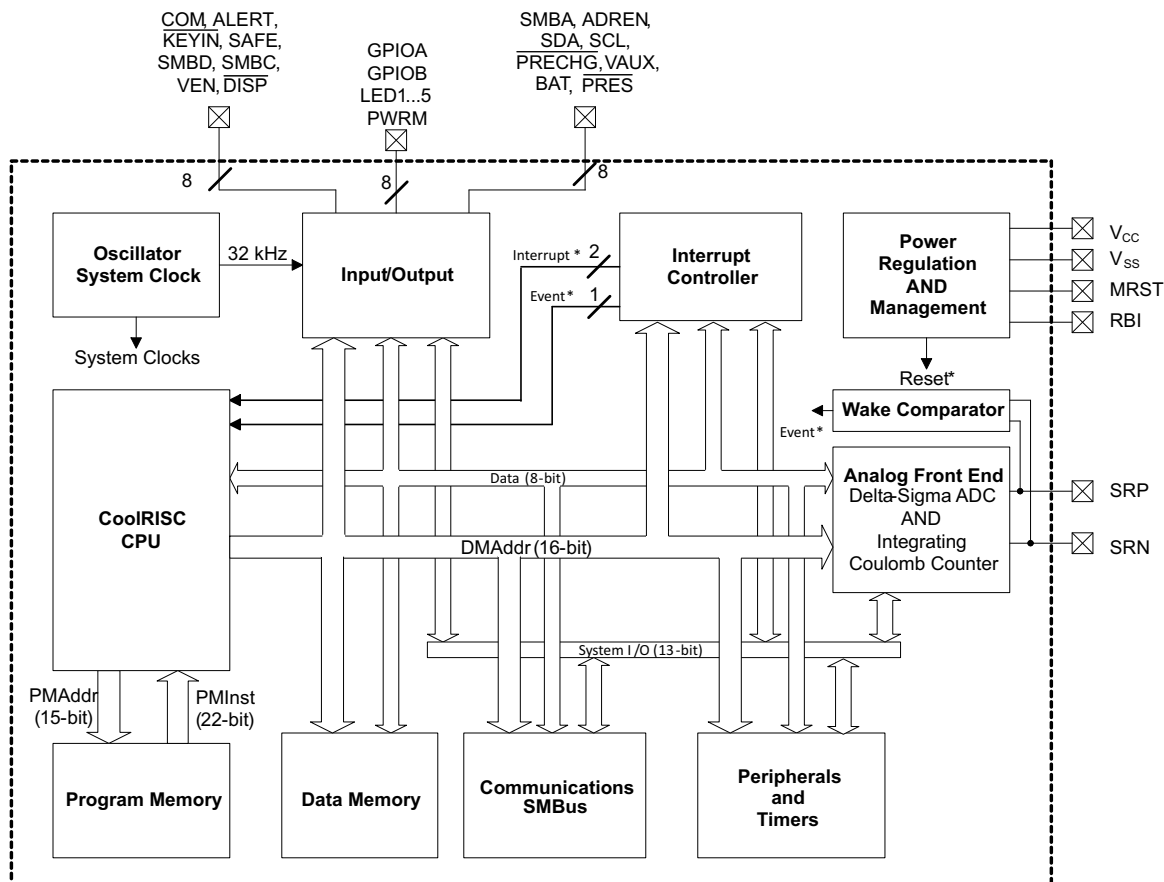 COM, ALERT,
KEYIN, SAFE,
SMBD, SMBC,
VEN, DISP
GPIOA
GPIOB
LED1...5
PWRM
SMBA, ADREN,
SDA, SCL,
PRECHG, VAUX,
BAT, PRES
8
8
8
Oscillator
System Clock
32 kHz
System Clocks
Input/Output
Interrupt *
2
Event*
1
Interrupt
Controller
Power
Regulation
AND
Management
VCC
VSS
MRST
RBI
Reset*
Wake Comparator
Event*
Analog Front End
Delta-Sigma ADC
AND
Integrating
Coulomb Counter
SRP
SRN
CoolRISC
CPU
Data (8-bit)
DMAddr (16-bit)
System I/O (13-bit)
PMAddr
(15-bit)
PMInst
(22-bit)
Program Memory
Data Memory
Communications
SMBus
Peripherals
and
Timers